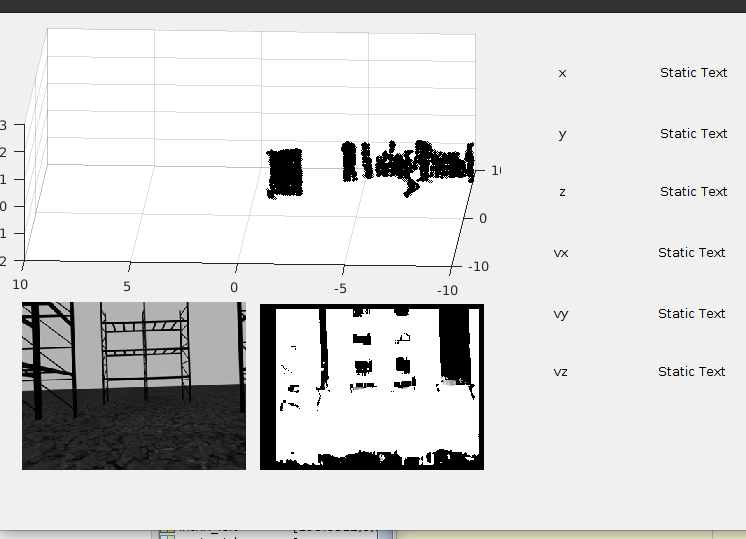 x Static Text
y Static Text
3
2
1
10
z Static Text
0
0
1
vx Static Text
2
-10
10 5 0 -5 -10
vy Static Text
vz Static Text